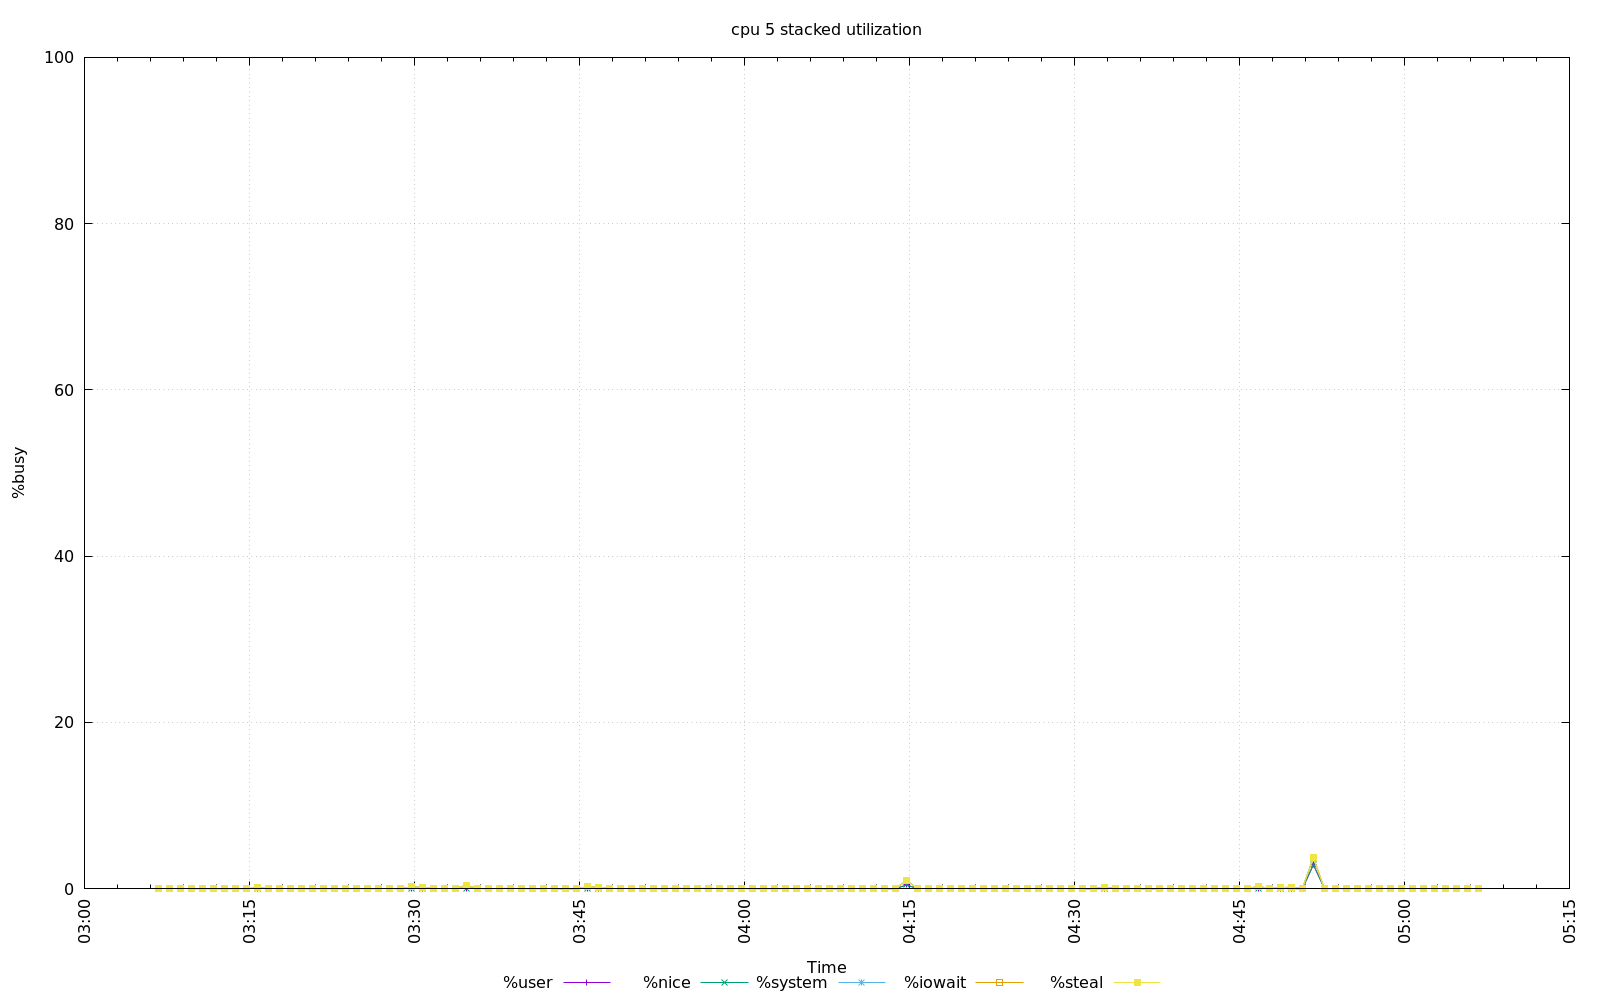 cpu 5 stacked utilization
100
80
60
40
20
0
%busy
03:00 03:15 03:30 03:45 04:00 04:15 04:30 04:45 05:00 05:15
Time
%user %nice %system %iowait %steal